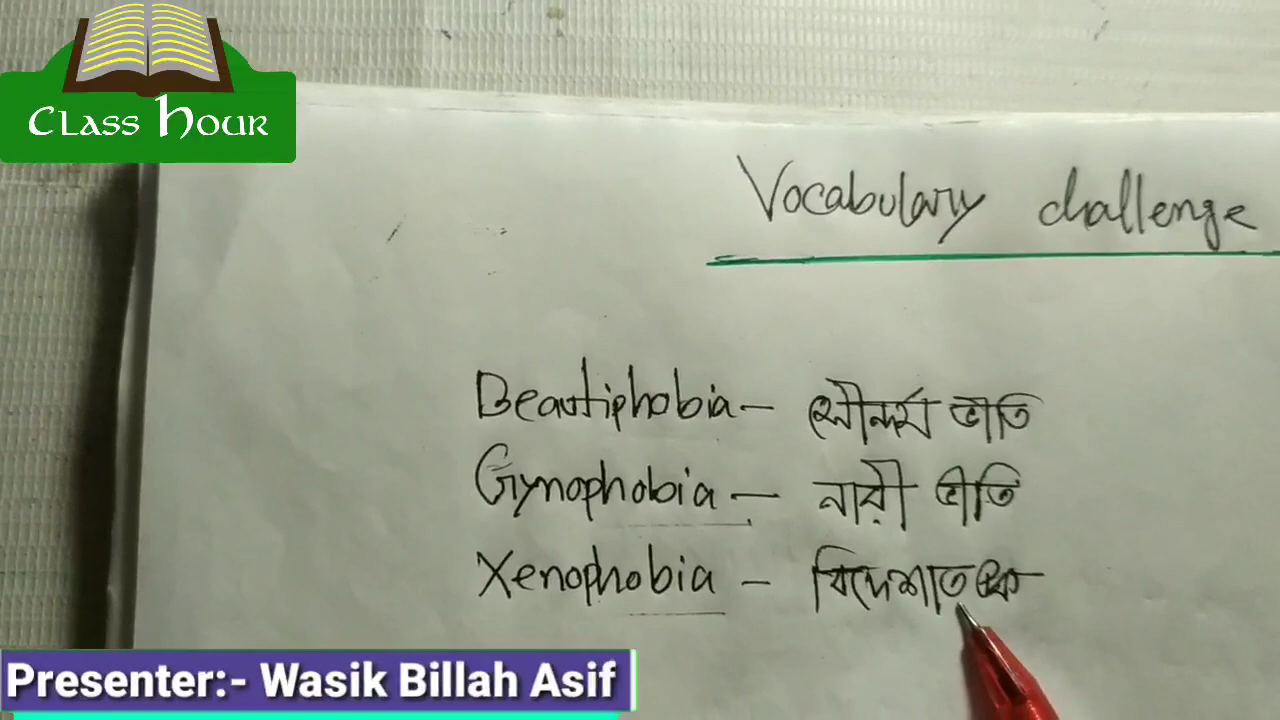 Class Hour
Vocabulary challenge
Beautiphobia — সৌন্দর্য ভীতি
Gynophobia — নারী ভীতি
Xenophobia — বিদেশাতঙ্ক
Presenter:- Wasik Billah Asif